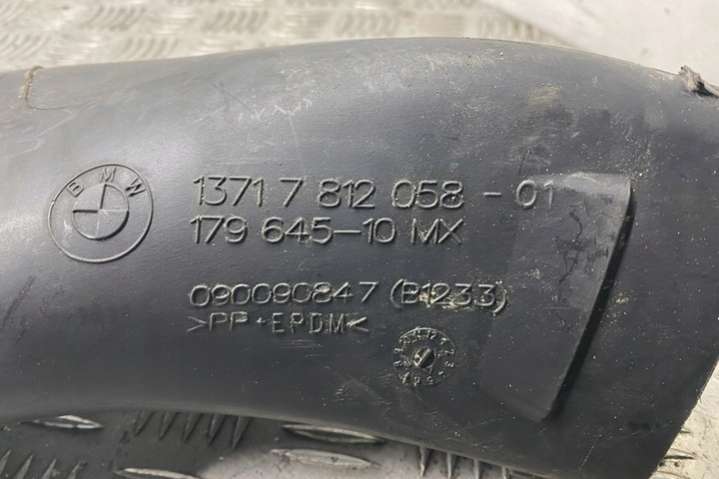 BMW
1371 7 812 058 - 01
179 645-10 MX
090090847 (B1233)
>PP+EPDM<